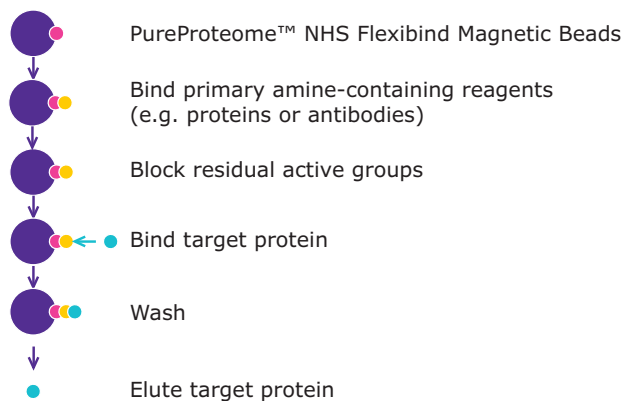 PureProteome™ NHS Flexibind Magnetic Beads
Bind primary amine-containing reagents
(e.g. proteins or antibodies)
Block residual active groups
Bind target protein
Wash
Elute target protein